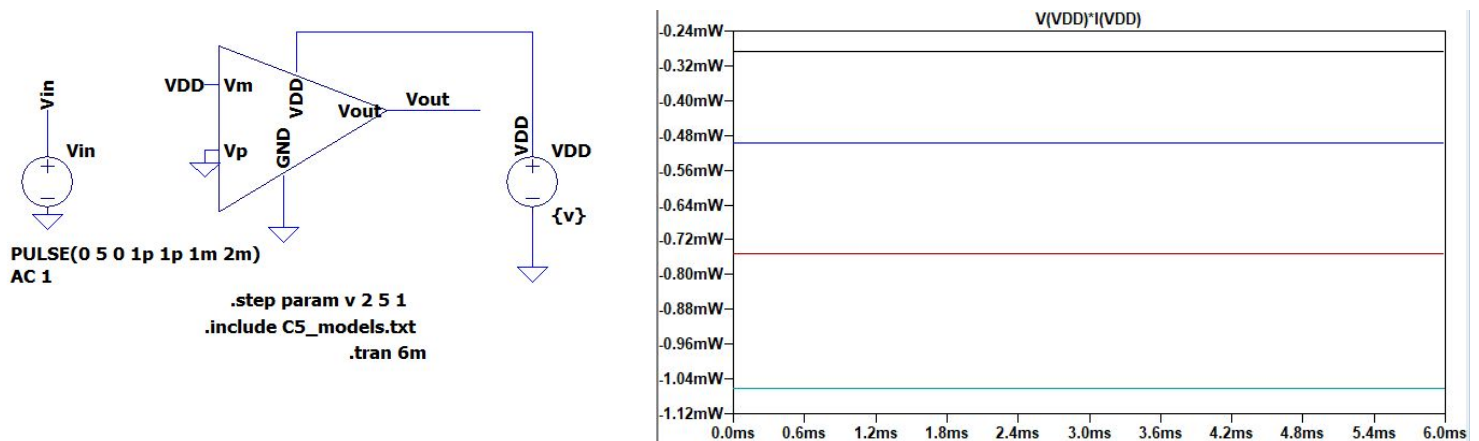 Vin
Vin
PULSE(0 5 0 1p 1p 1m 2m)
AC 1
VDD
Vm
VDD
Vout
Vout
Vp
GND
VDD
VDD
{v}
.step param v 2 5 1
.include C5_models.txt
.tran 6m
V(VDD)*I(VDD)
-0.24mW
-0.32mW
-0.40mW
-0.48mW
-0.56mW
-0.64mW
-0.72mW
-0.80mW
-0.88mW
-0.96mW
-1.04mW
-1.12mW
0.0ms 0.6ms 1.2ms 1.8ms 2.4ms 3.0ms 3.6ms 4.2ms 4.8ms 5.4ms 6.0ms